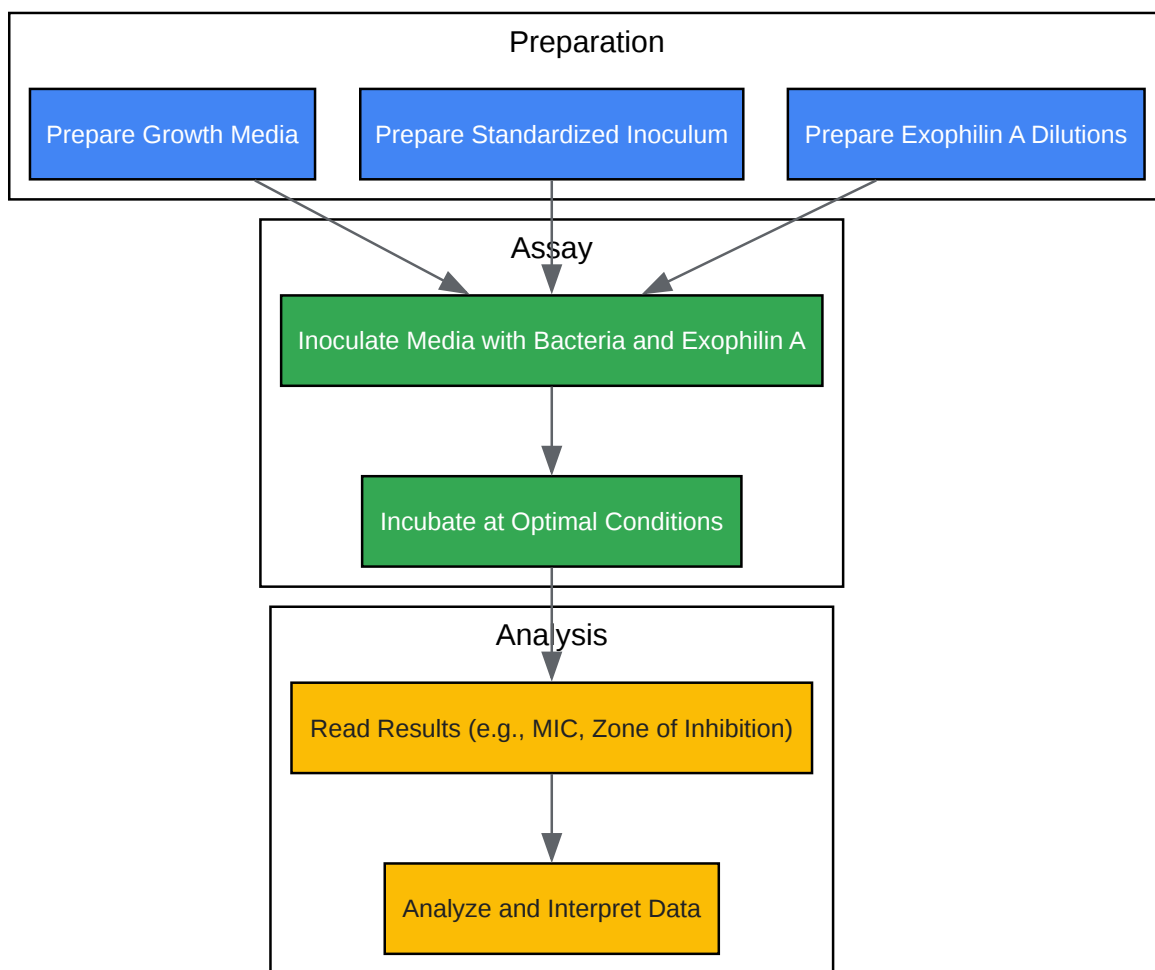 Preparation
Prepare Growth Media
Prepare Standardized Inoculum
Prepare Exophilin A Dilutions
Assay
Inoculate Media with Bacteria and Exophilin A
Incubate at Optimal Conditions
Analysis
Read Results (e.g., MIC, Zone of Inhibition)
Analyze and Interpret Data